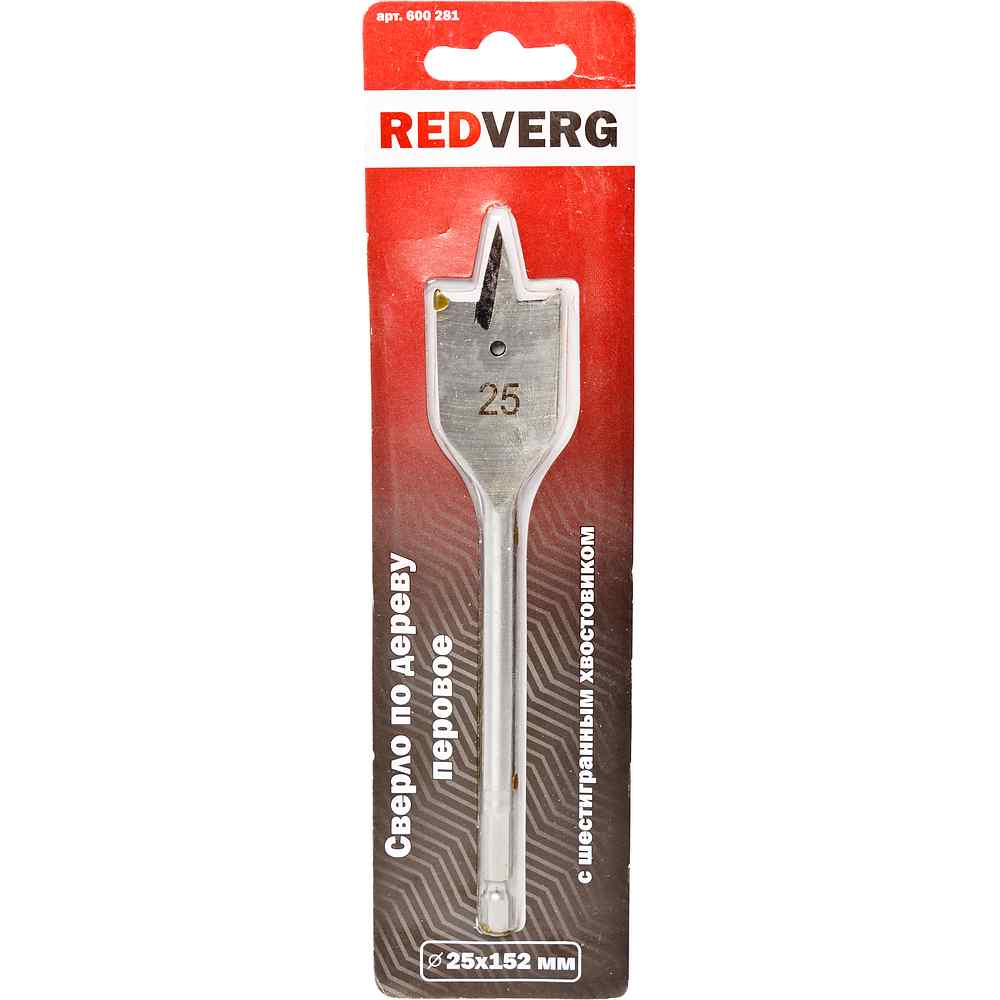 арт. 600 281
REDVERG
25
Сверло по дереву
перовое
с шестигранным хвостовиком
⌀ 25x152 мм